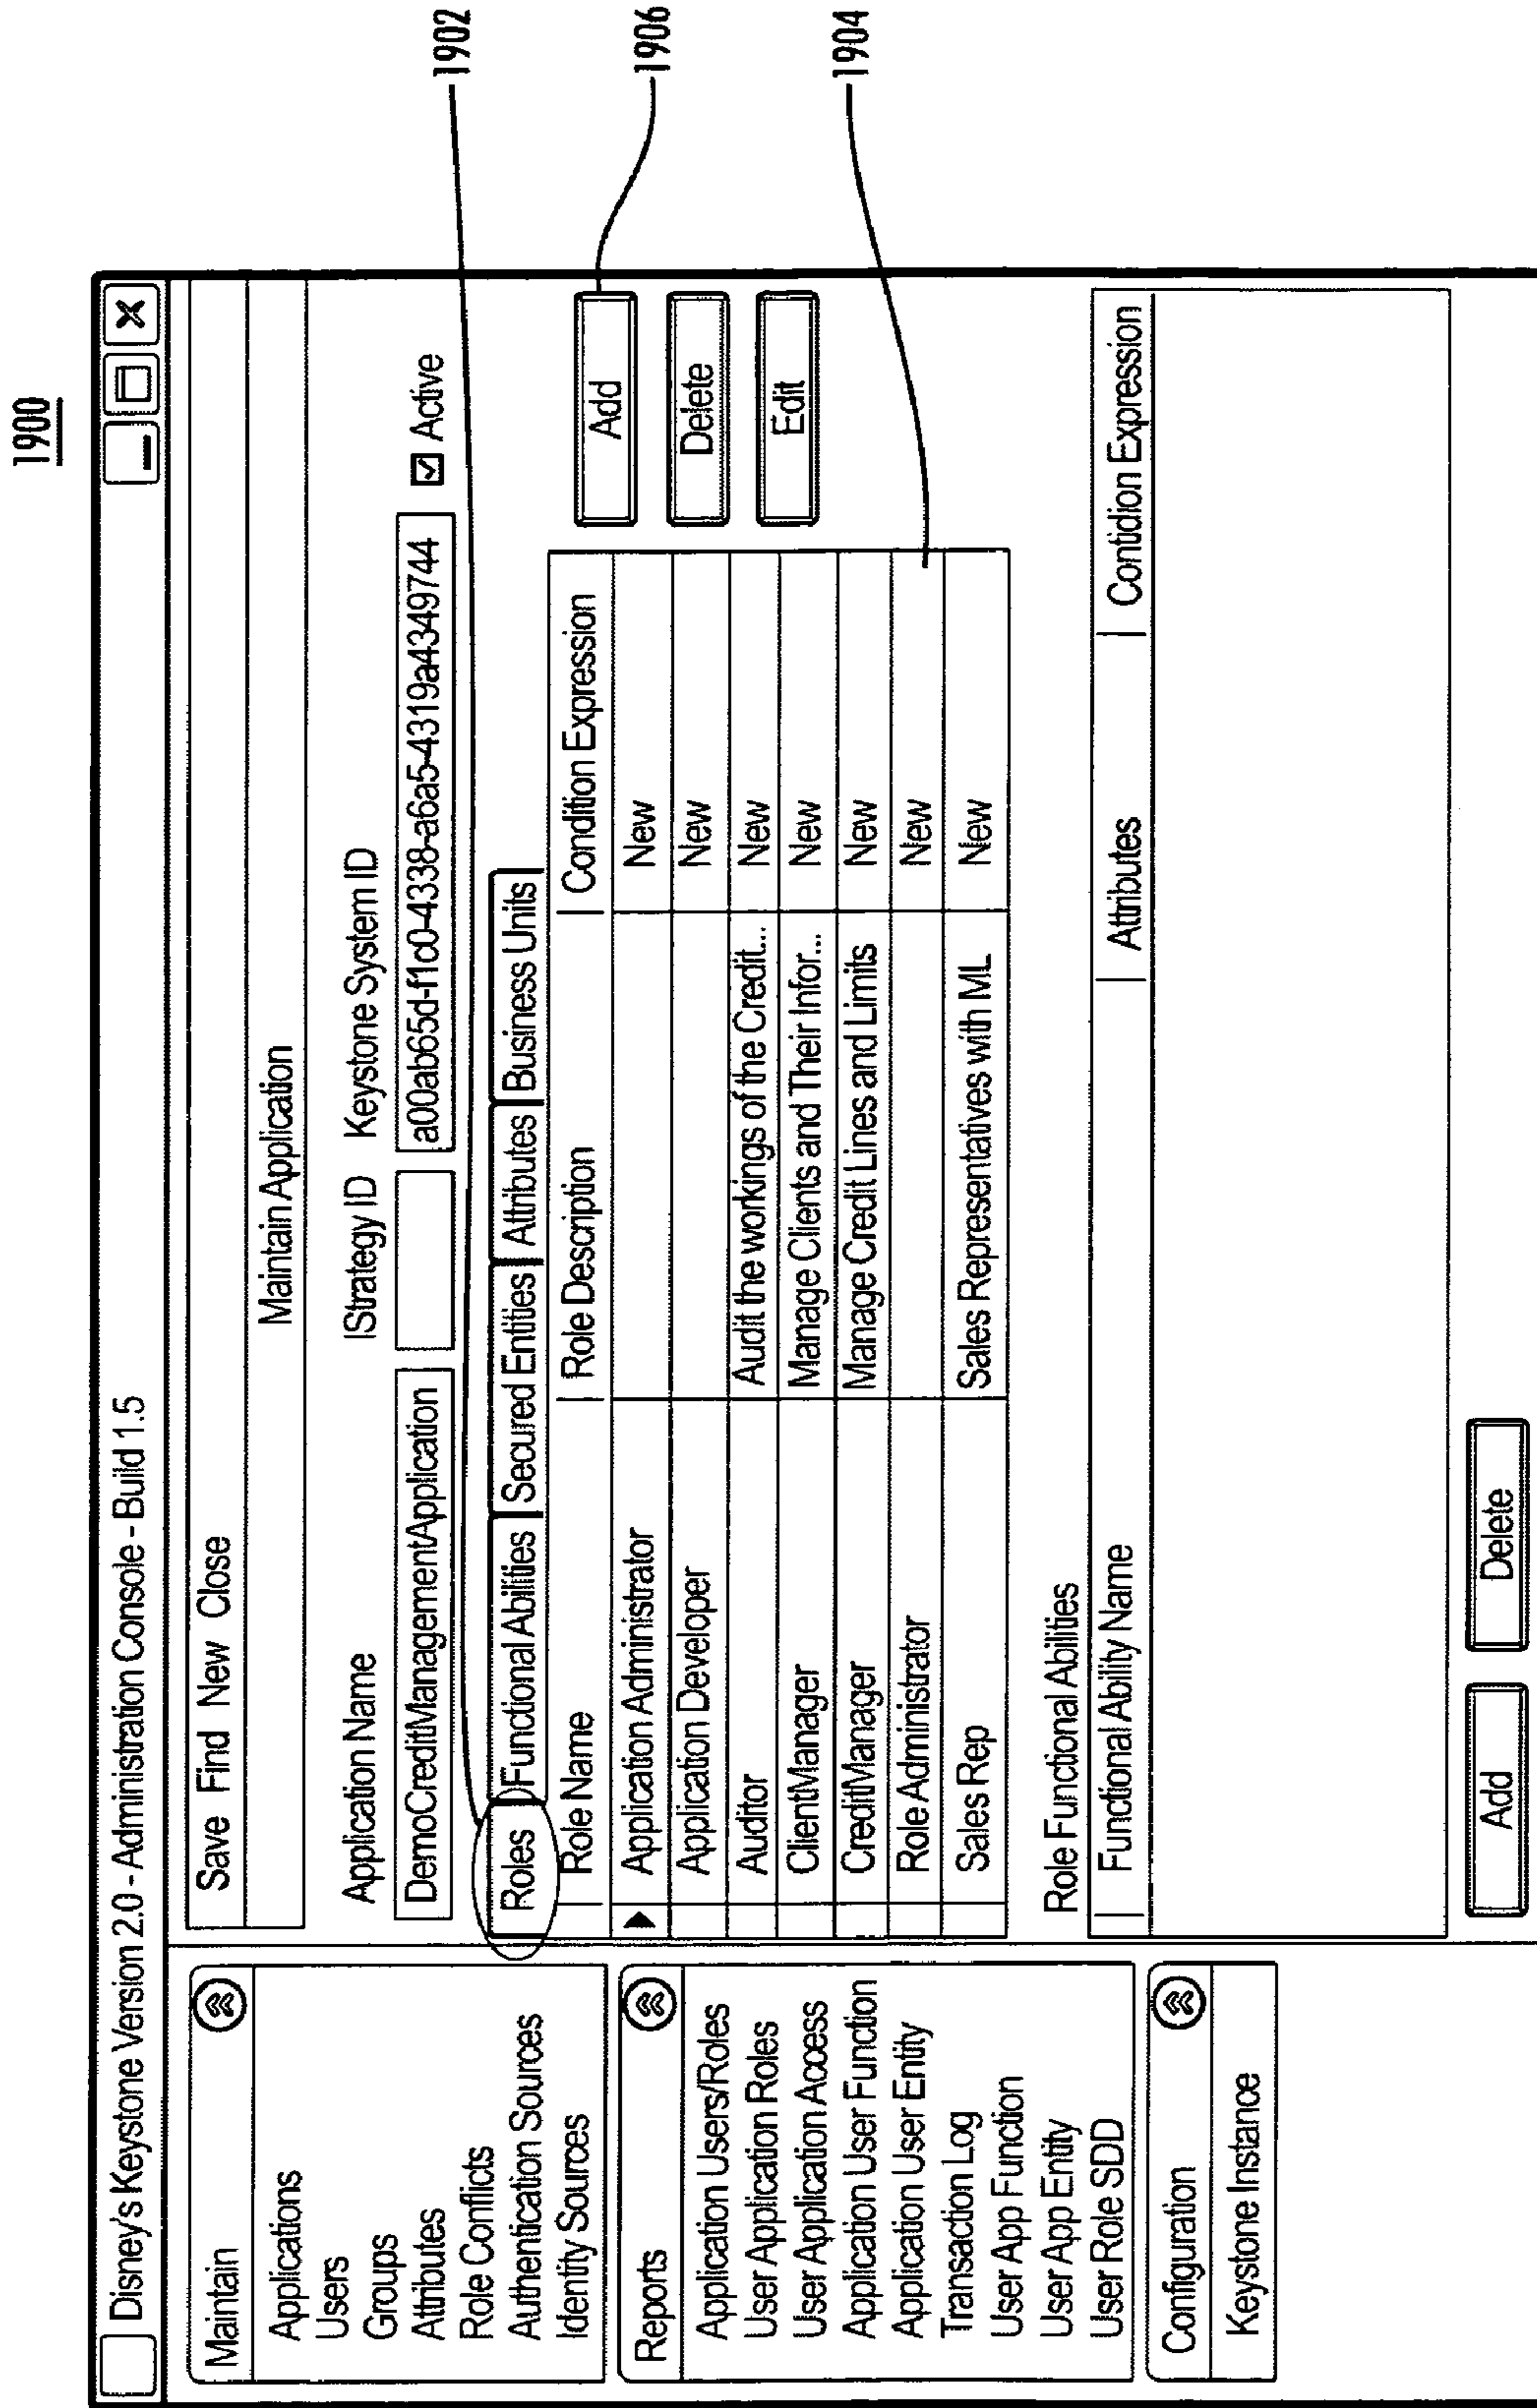 1900
Disney's Keystone Version 2.0 - Administration Console - Build 1.5
Maintain
Applications
Users
Groups
Attributes
Role Conflicts
Authentication Sources
Identity Sources
Reports
Application Users/Roles
User Application Roles
User Application Access
Application User Function
Application User Entity
Transaction Log
User App Function
User App Entity
User Role SDD
Configuration
Keystone Instance
Save Find New Close
Maintain Application
Application Name IStrategy ID Keystone System ID
DemoCreditManagementApplication a00ab65d-f1c0-4338-a6a5-4319a4349744 Active
Roles Functional Abilities Secured Entities Attributes Business Units
Role Name Role Description Condition Expression
Application Administrator New
Application Developer New
Auditor Audit the workings of the Credit... New
ClientManager Manage Clients and Their Infor... New
CreditManager Manage Credit Lines and Limits New
Role Administrator New
Sales Rep Sales Representatives with ML New
Add
Delete
Edit
Role Functional Abilities
Functional Ability Name Attributes Contidion Expression
Add Delete
1902
1906
1904